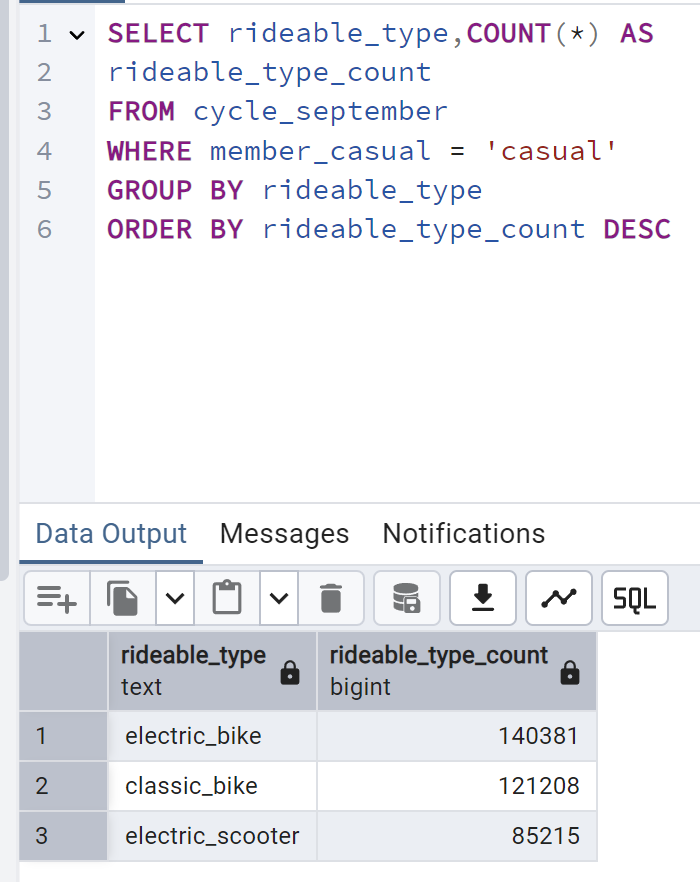 1 SELECT rideable_type,COUNT(*) AS
2 rideable_type_count
3 FROM cycle_september
4 WHERE member_casual = 'casual'
5 GROUP BY rideable_type
6 ORDER BY rideable_type_count DESC
Data Output Messages Notifications
SQL
rideable_type rideable_type_count
text bigint
1 electric_bike 140381
2 classic_bike 121208
3 electric_scooter 85215